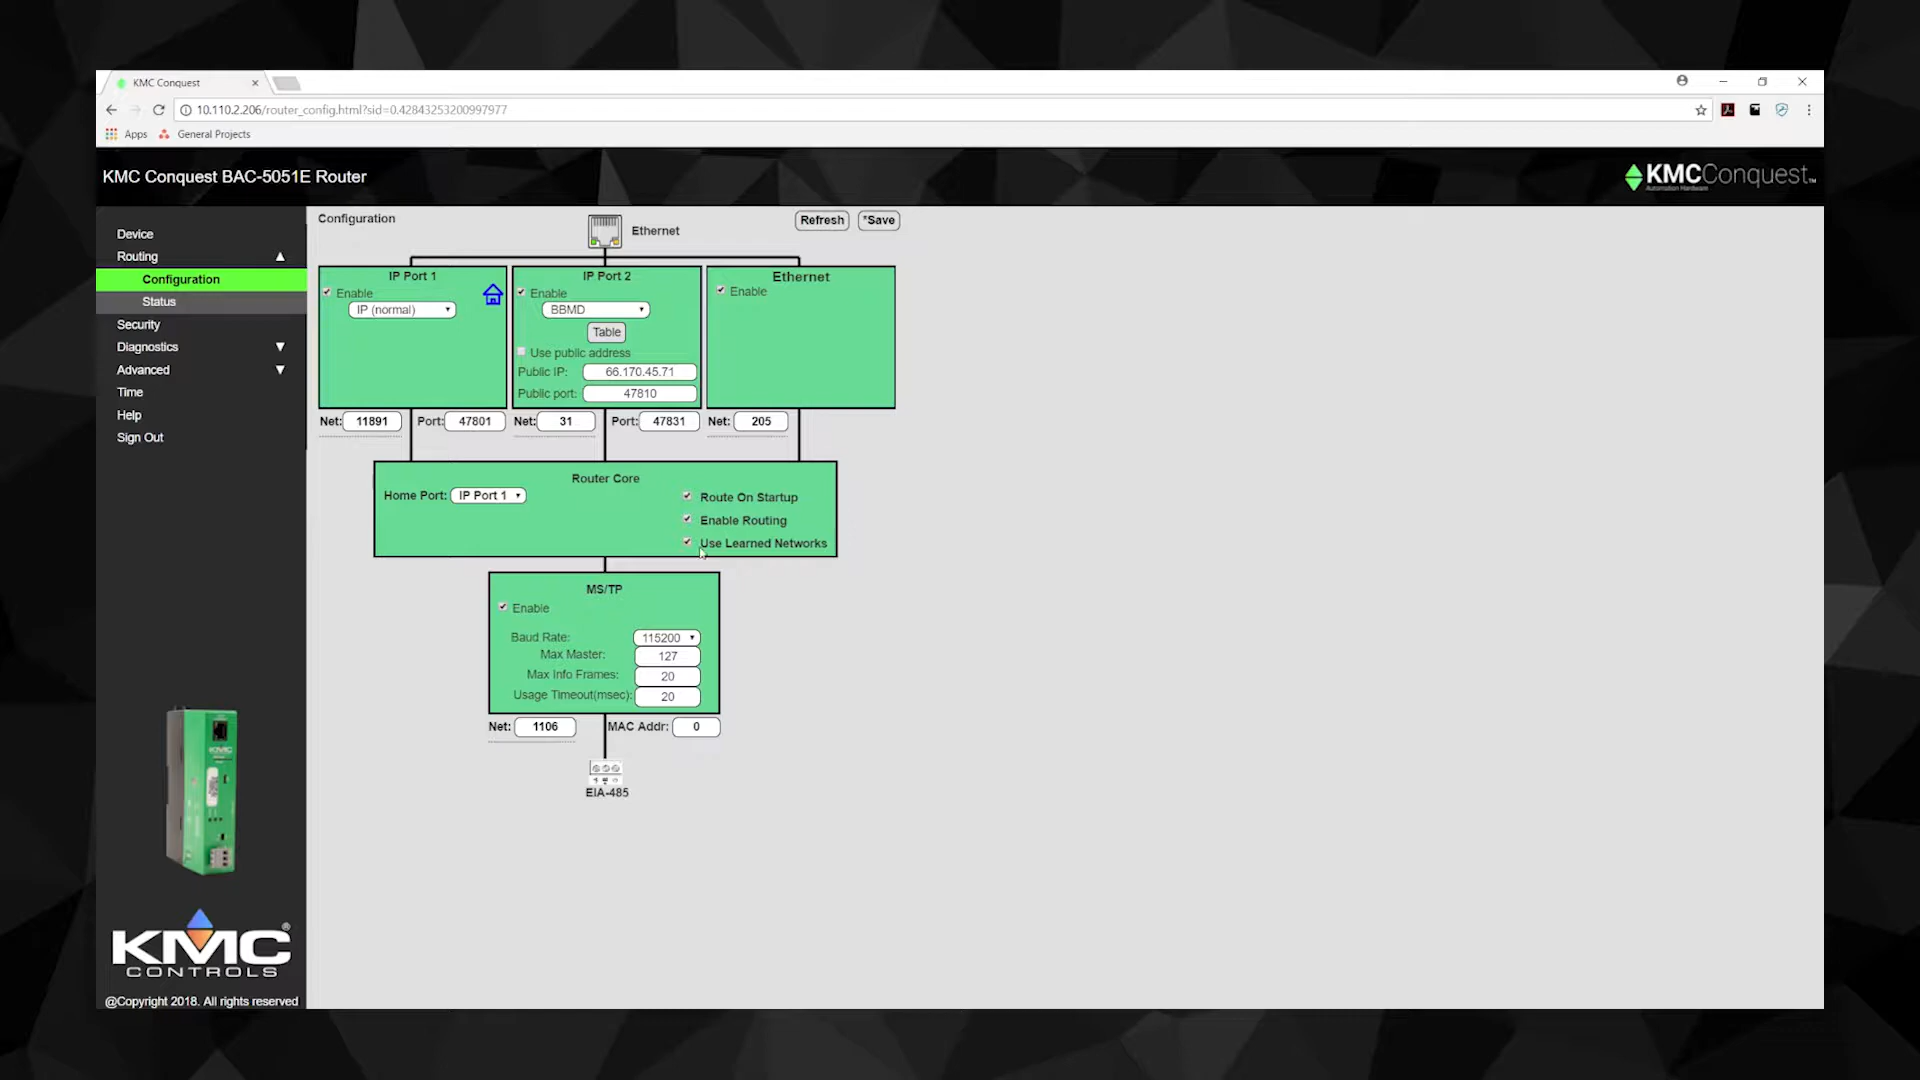 KMC Conquest
10.110.2.206/router_config.html?sid=0.42843253200997977
Apps General Projects
KMC Conquest BAC-5051E Router
KMCConquest™
Automation Hardware
Device
Routing
Configuration
Status
Security
Diagnostics
Advanced
Time
Help
Sign Out
Configuration
Ethernet
Refresh
*Save
IP Port 1
Enable
IP (normal)
IP Port 2
Enable
BBMD
Table
Use public address
Public IP: 66.170.45.71
Public port: 47810
Ethernet
Enable
Net: 11891 Port: 47801 Net: 31 Port: 47831 Net: 205
Router Core
Home Port: IP Port 1
Route On Startup
Enable Routing
Use Learned Networks
MS/TP
Enable
Baud Rate: 115200
Max Master: 127
Max Info Frames: 20
Usage Timeout(msec): 20
Net: 1106 MAC Addr: 0
EIA-485
KMC®
CONTROLS
@Copyright 2018. All rights reserved